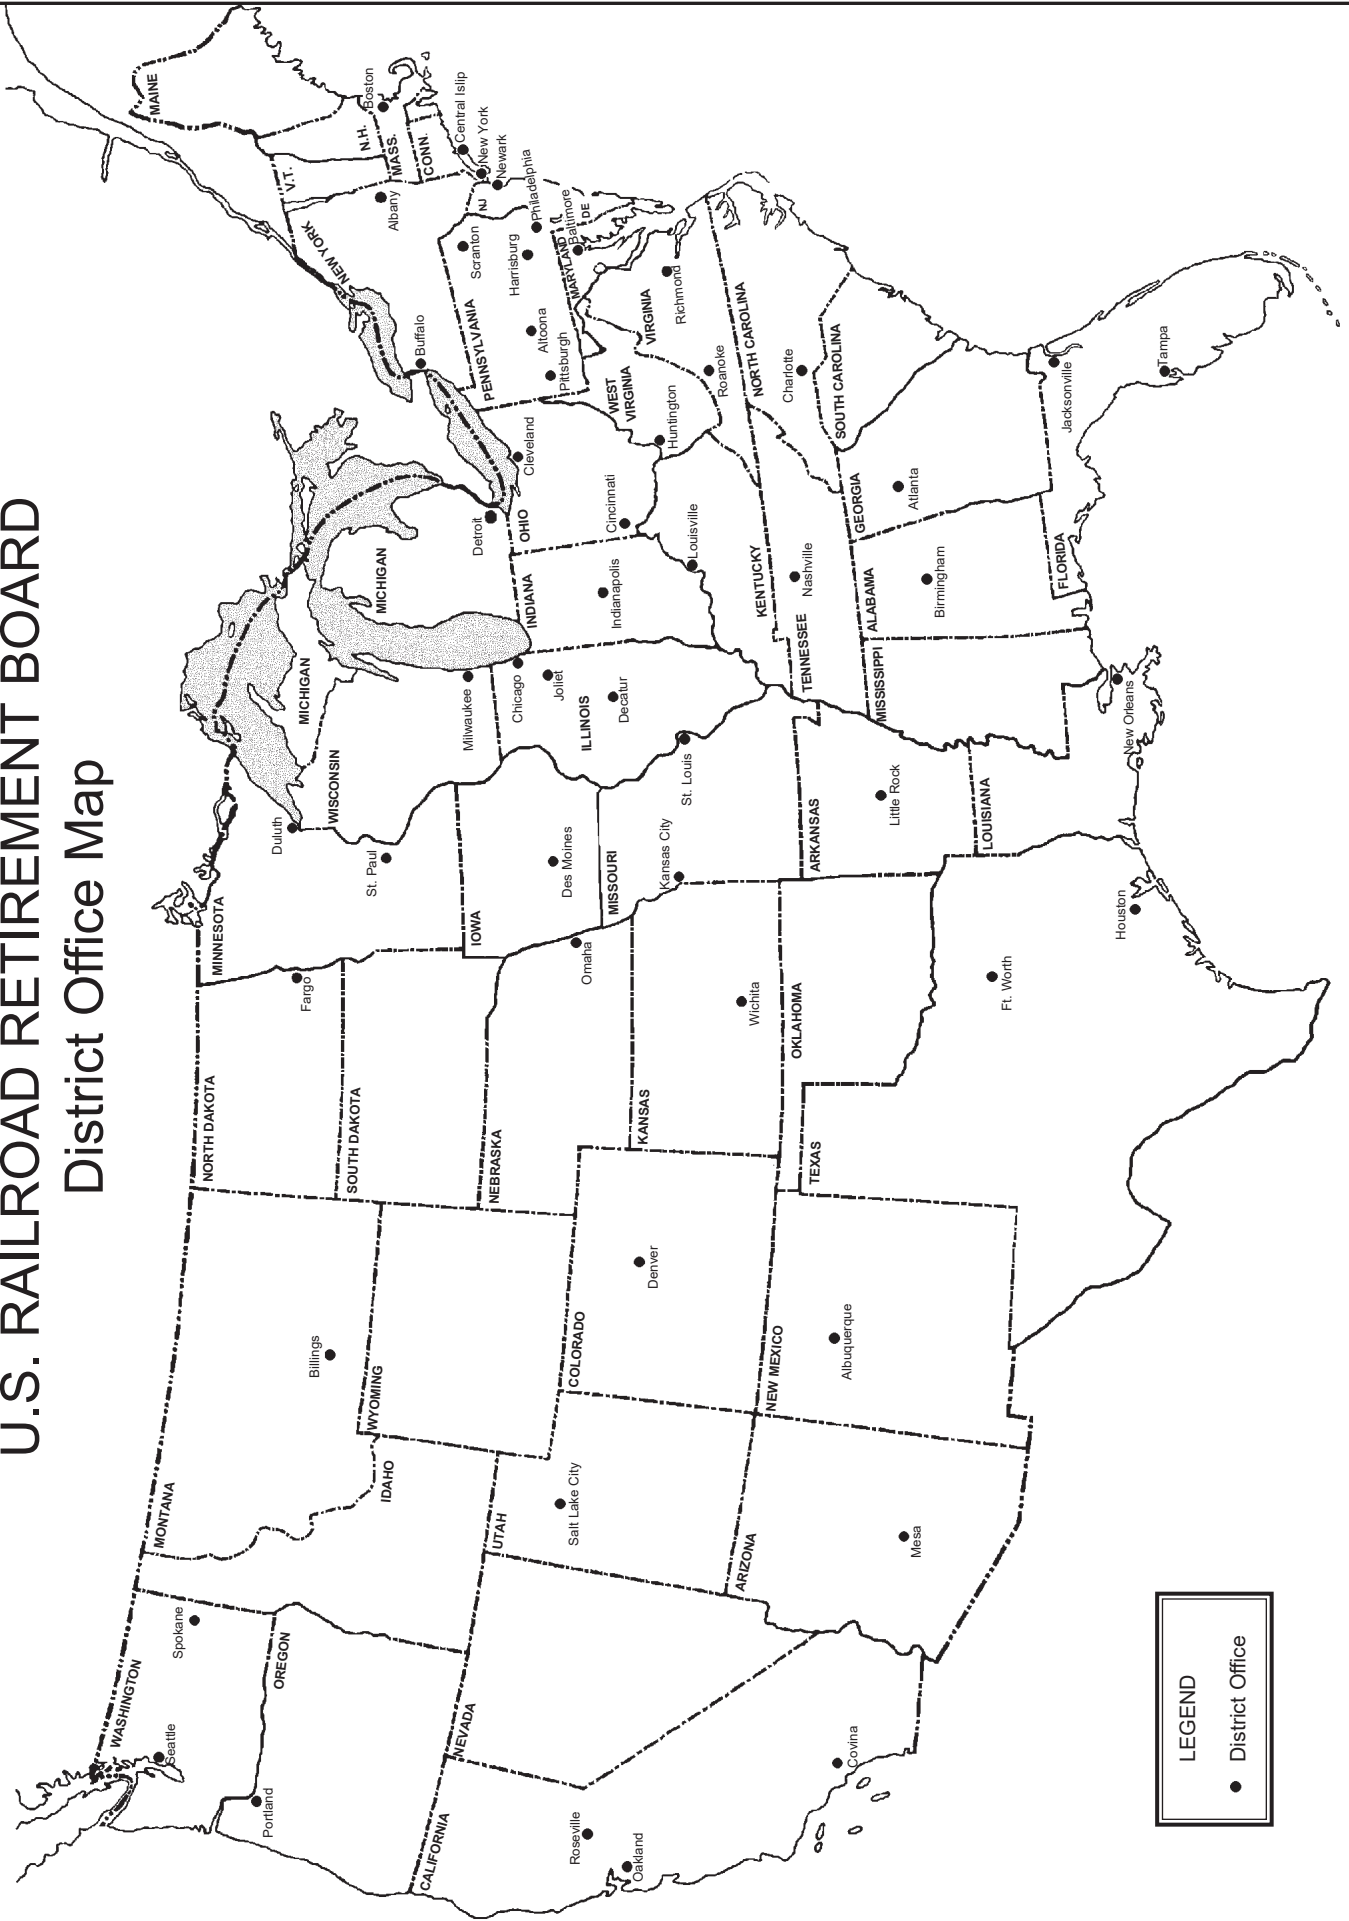 U.S. RAILROAD RETIREMENT BOARD
District Office Map
WASHINGTON
Seattle
Spokane
Portland
OREGON
CALIFORNIA
Roseville
Oakland
Covina
NEVADA
IDAHO
MONTANA
Billings
WYOMING
UTAH
Salt Lake City
ARIZONA
Mesa
COLORADO
Denver
NEW MEXICO
Albuquerque
NORTH DAKOTA
Fargo
SOUTH DAKOTA
NEBRASKA
Omaha
KANSAS
Wichita
OKLAHOMA
TEXAS
Ft. Worth
Houston
MINNESOTA
Duluth
St. Paul
IOWA
Des Moines
MISSOURI
Kansas City
St. Louis
ARKANSAS
Little Rock
LOUISIANA
New Orleans
WISCONSIN
Milwaukee
MICHIGAN
MICHIGAN
Detroit
ILLINOIS
Chicago
Joliet
Decatur
INDIANA
Indianapolis
OHIO
Cleveland
Cincinnati
KENTUCKY
Louisville
TENNESSEE
Nashville
MISSISSIPPI
ALABAMA
Birmingham
GEORGIA
Atlanta
FLORIDA
Jacksonville
Tampa
SOUTH CAROLINA
NORTH CAROLINA
Charlotte
VIRGINIA
Richmond
Roanoke
WEST
VIRGINIA
Huntington
MARYLAND
Baltimore
DE
PENNSYLVANIA
Pittsburgh
Altoona
Harrisburg
Scranton
Philadelphia
NJ
Newark
NEW YORK
Buffalo
Albany
New York
Central Islip
CONN.
MASS.
Boston
V.T.
N.H.
MAINE
LEGEND
District Office